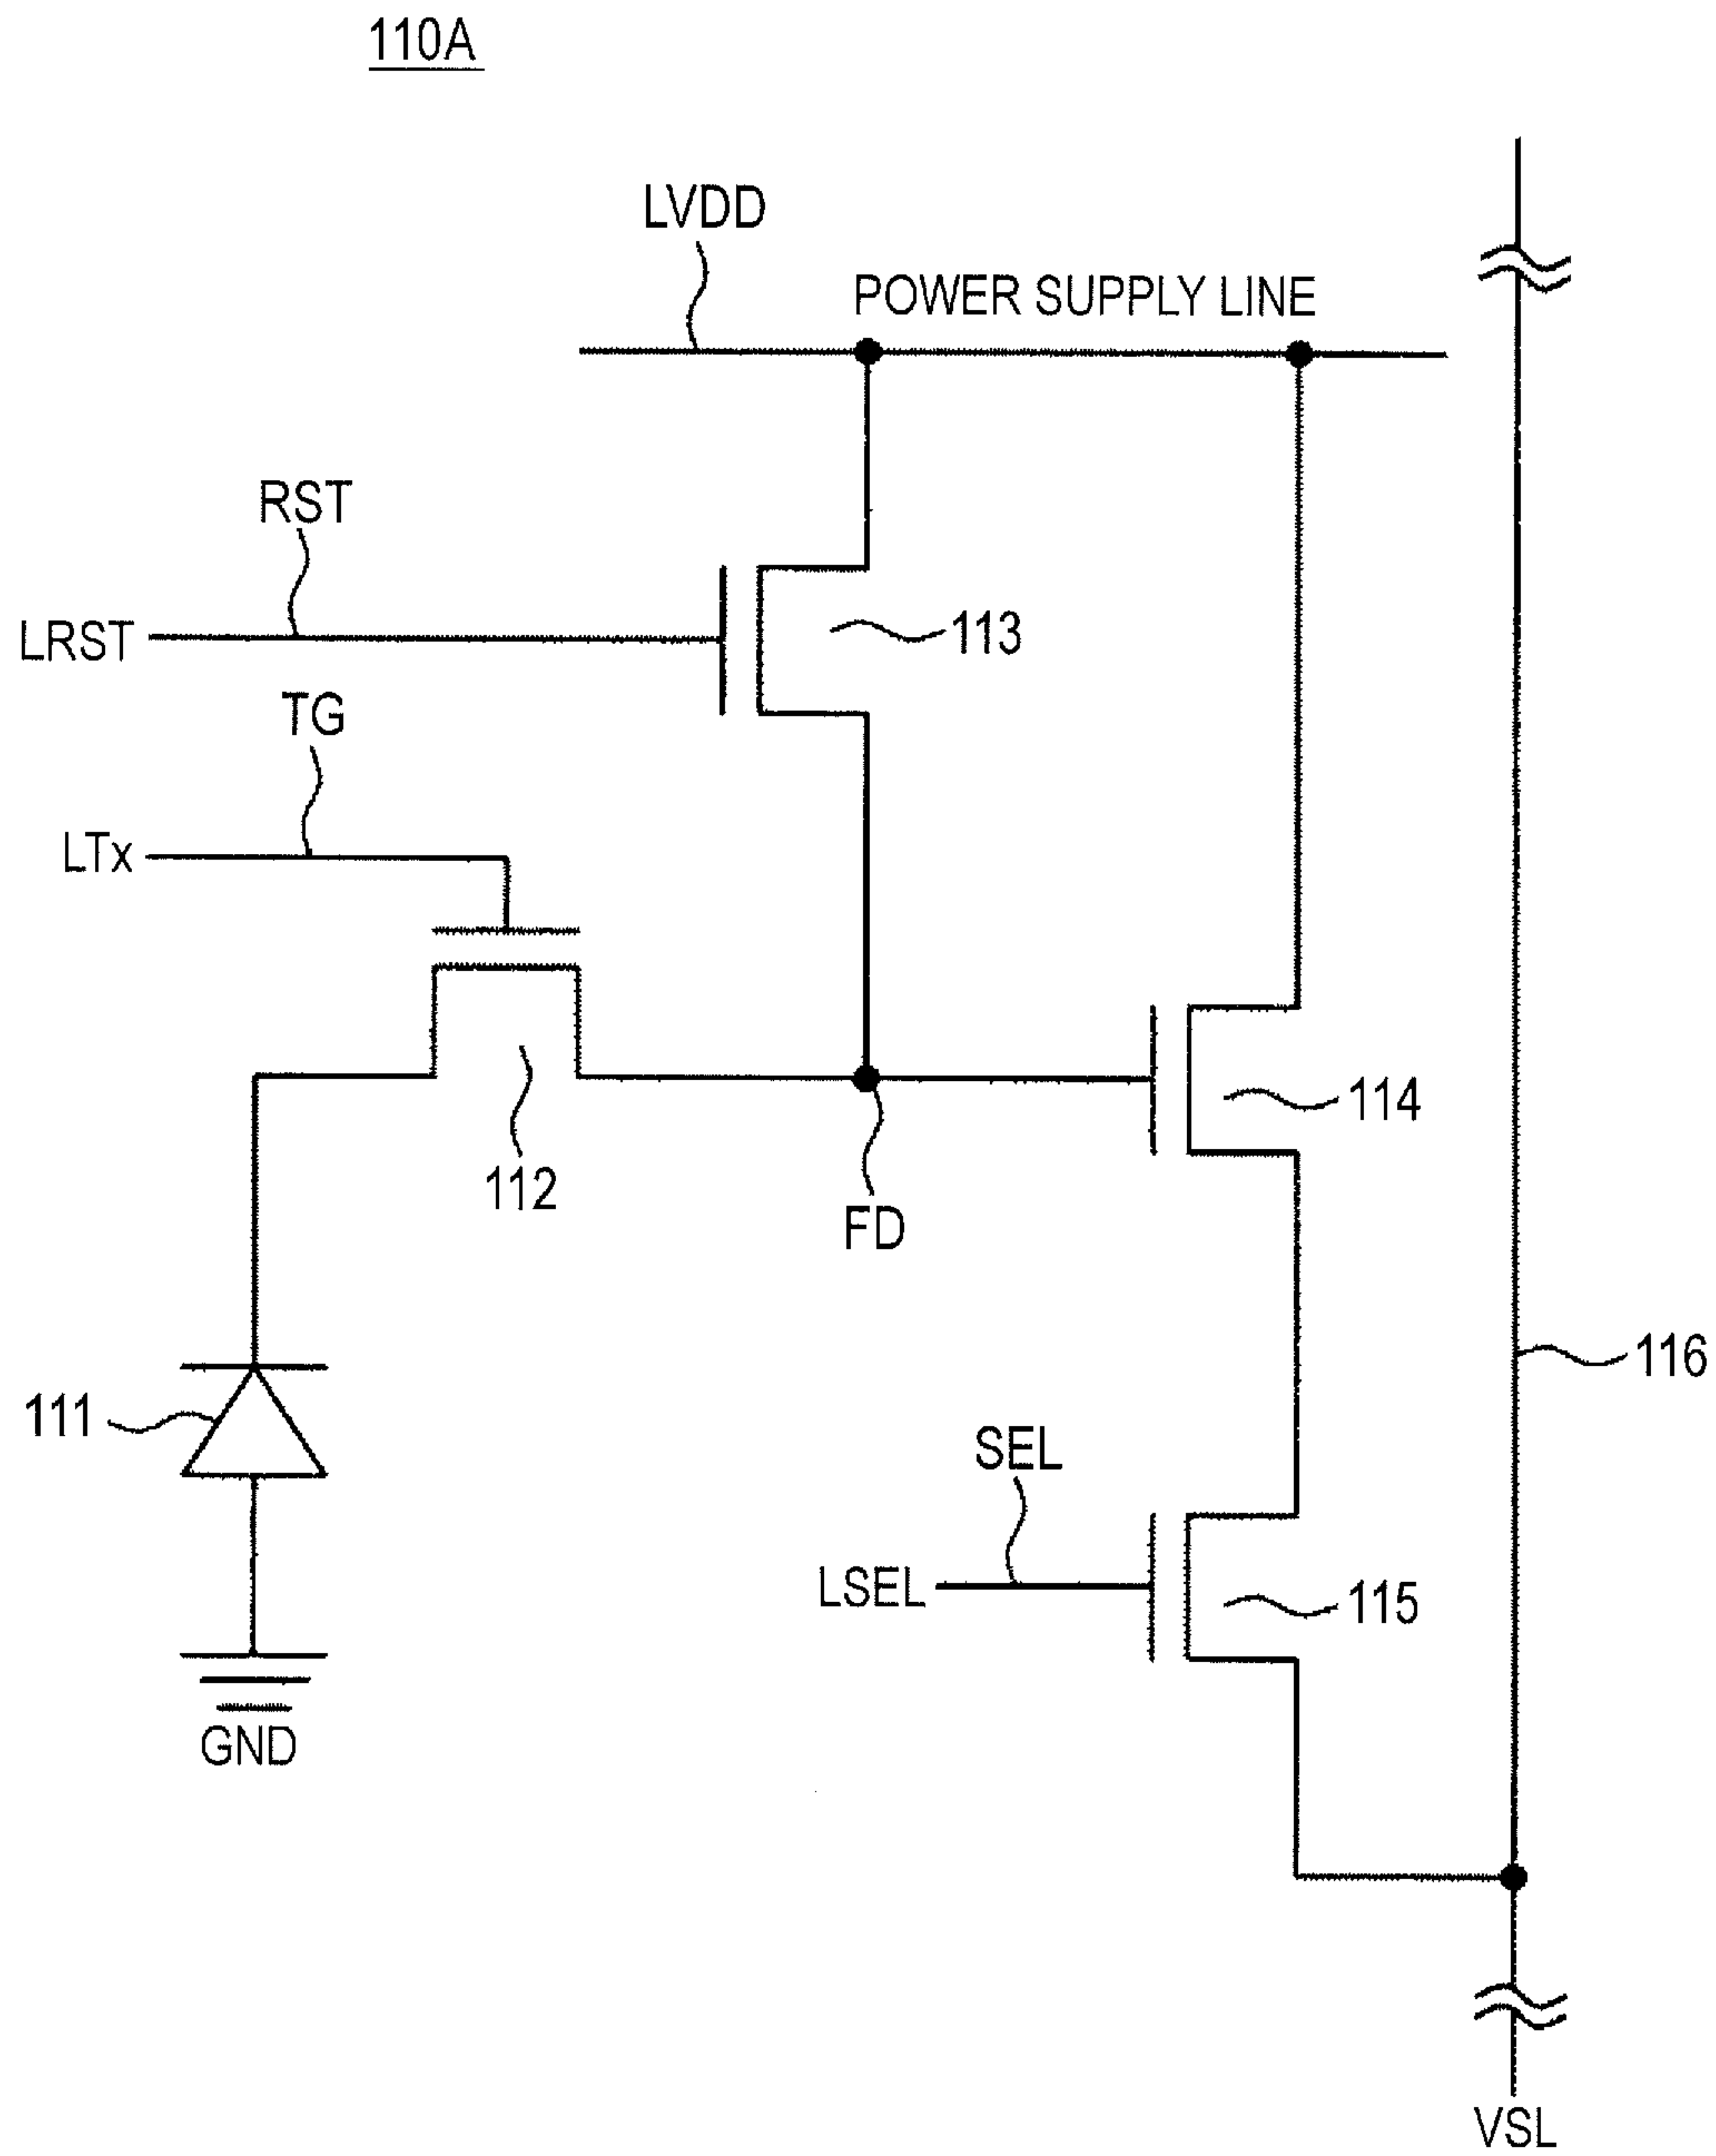 110A
LVDD
POWER SUPPLY LINE
RST
LRST
113
TG
LTx
114
112
FD
116
111
SEL
LSEL
115
GND
VSL